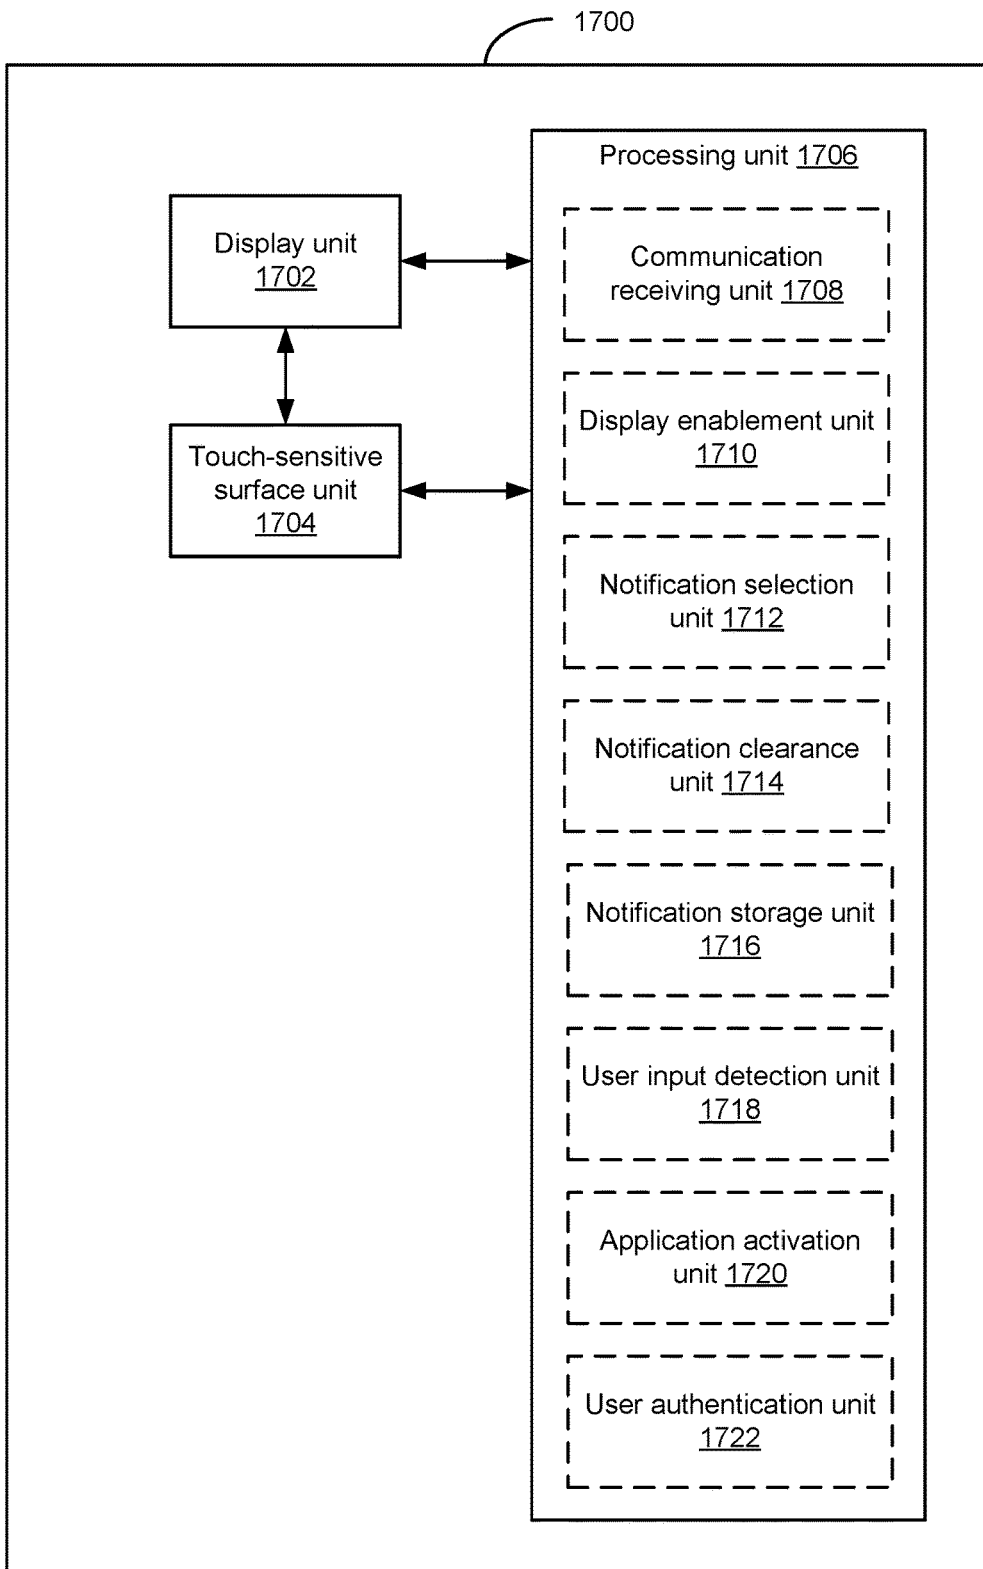 1700
Processing unit 1706
Display unit
1702
Communication
receiving unit 1708
Display enablement unit
1710
Touch-sensitive
surface unit
1704
Notification selection
unit 1712
Notification clearance
unit 1714
Notification storage unit
1716
User input detection unit
1718
Application activation
unit 1720
User authentication unit
1722